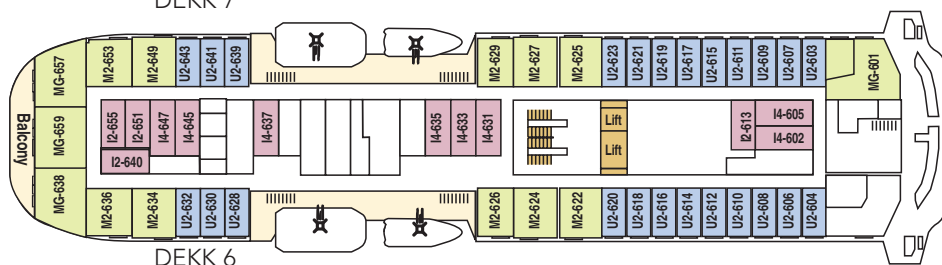 DEKK 7
M2-653
M2-649
U2-643
U2-641
U2-639
M2-629
M2-627
M2-625
U2-623
U2-621
U2-619
U2-617
U2-615
U2-611
U2-609
U2-607
U2-603
MG-601
MG-657
MG-659
MG-638
Balcony
I2-655
I2-651
I4-647
I4-645
I4-637
I4-635
I4-633
I4-631
Lift
Lift
I2-613
I4-605
I4-602
I2-640
M2-636
M2-634
U2-632
U2-630
U2-628
M2-626
M2-624
M2-622
U2-620
U2-618
U2-616
U2-614
U2-612
U2-610
U2-608
U2-606
U2-604
DEKK 6